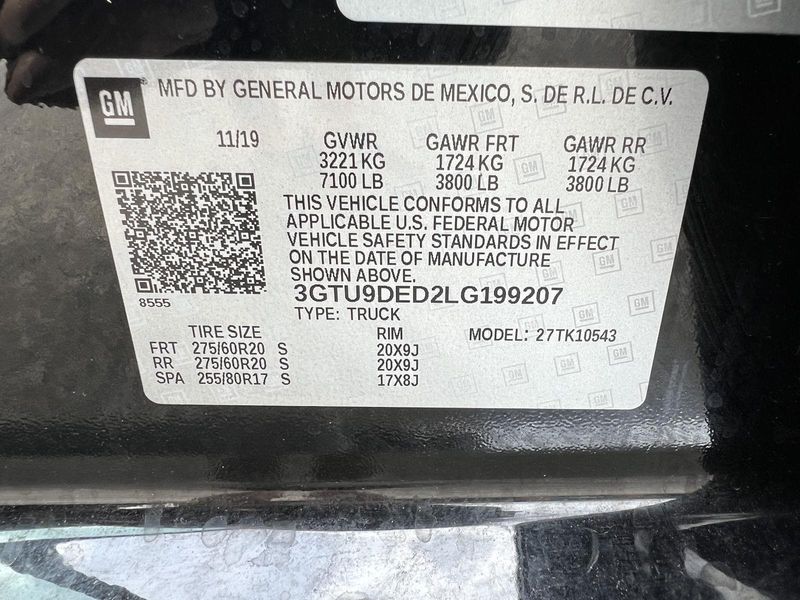 GM
MFD BY GENERAL MOTORS DE MEXICO, S. DE R.L. DE C.V.
11/19 GVWR GAWR FRT GAWR RR
3221 KG 1724 KG 1724 KG
7100 LB 3800 LB 3800 LB
THIS VEHICLE CONFORMS TO ALL
APPLICABLE U.S. FEDERAL MOTOR
VEHICLE SAFETY STANDARDS IN EFFECT
ON THE DATE OF MANUFACTURE
SHOWN ABOVE.
8555
3GTU9DED2LG199207
TYPE: TRUCK
TIRE SIZE RIM MODEL: 27TK10543
FRT 275/60R20 S 20X9J
RR 275/60R20 S 20X9J
SPA 255/80R17 S 17X8J